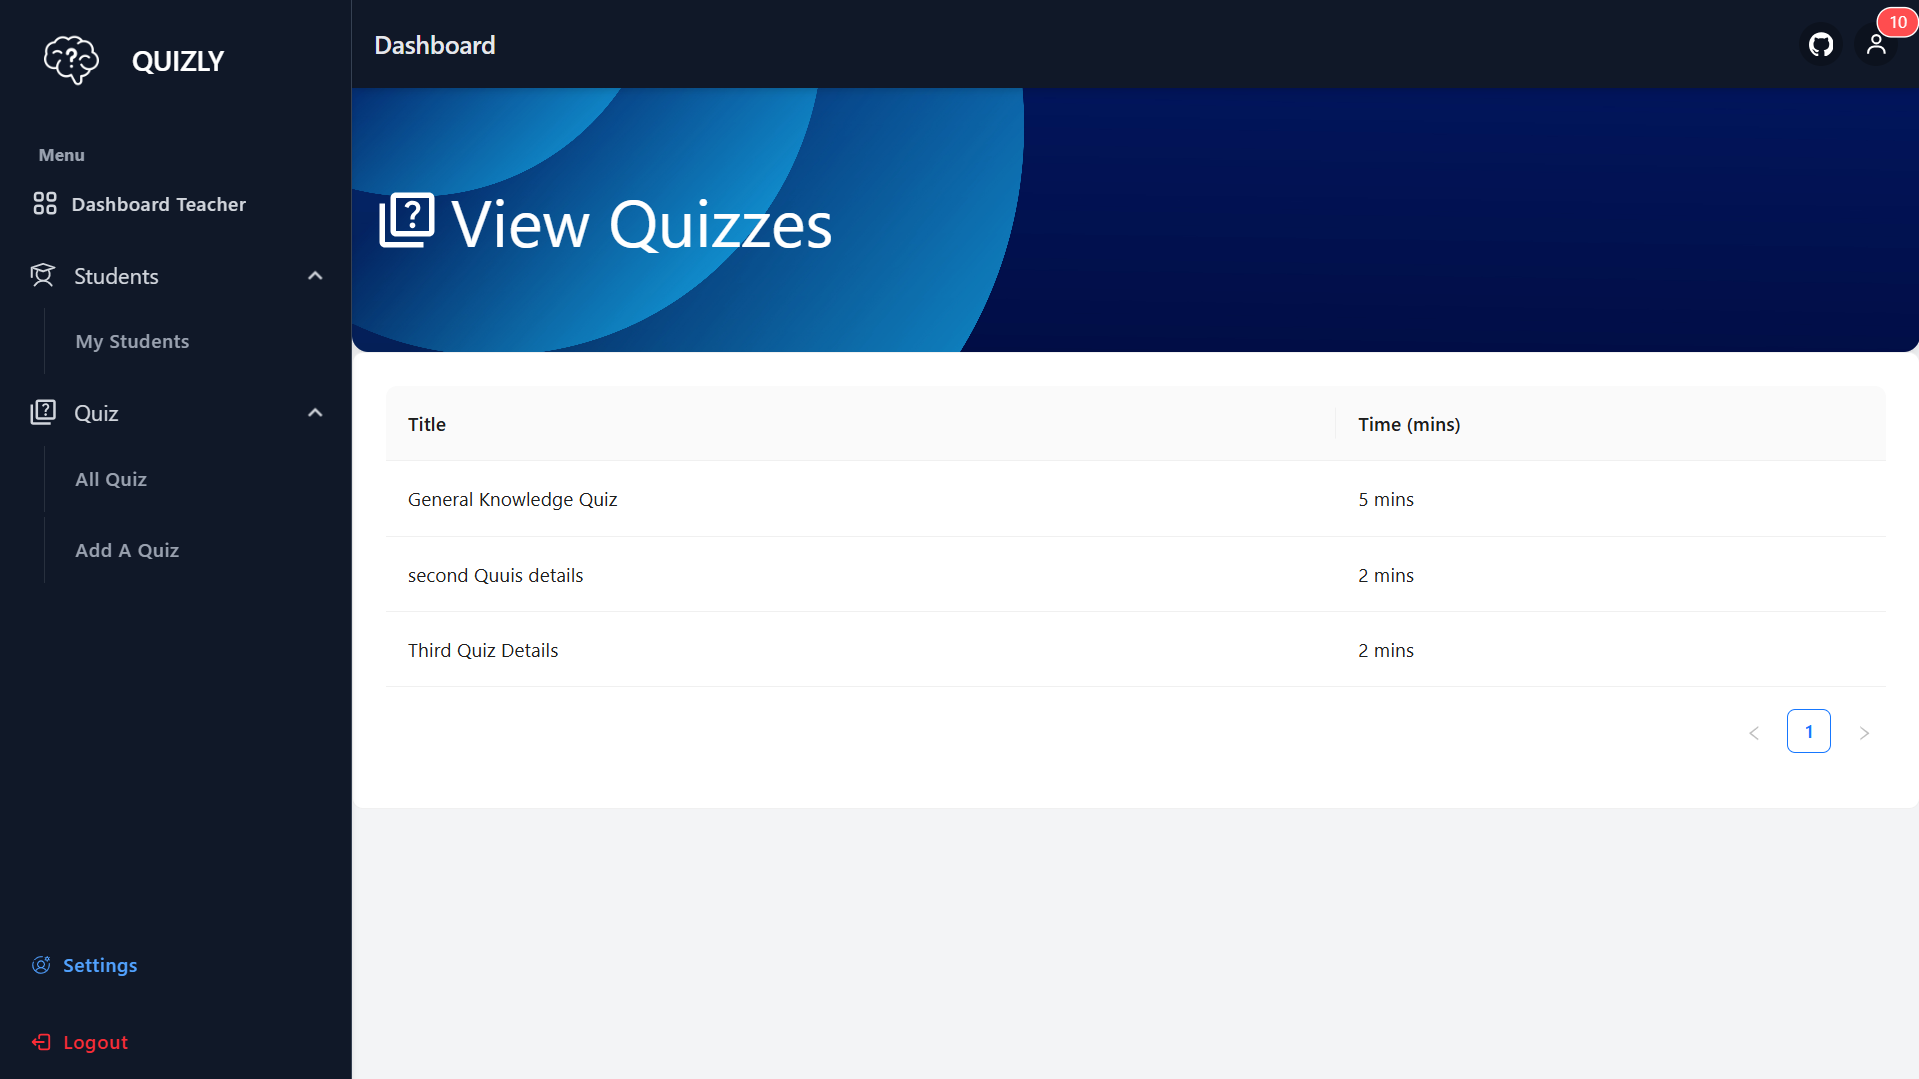 QUIZLY
Dashboard
10
Menu
Dashboard Teacher
Students
My Students
Quiz
All Quiz
Add A Quiz
Settings
Logout
View Quizzes
Title Time (mins)
General Knowledge Quiz 5 mins
second Quuis details 2 mins
Third Quiz Details 2 mins
1